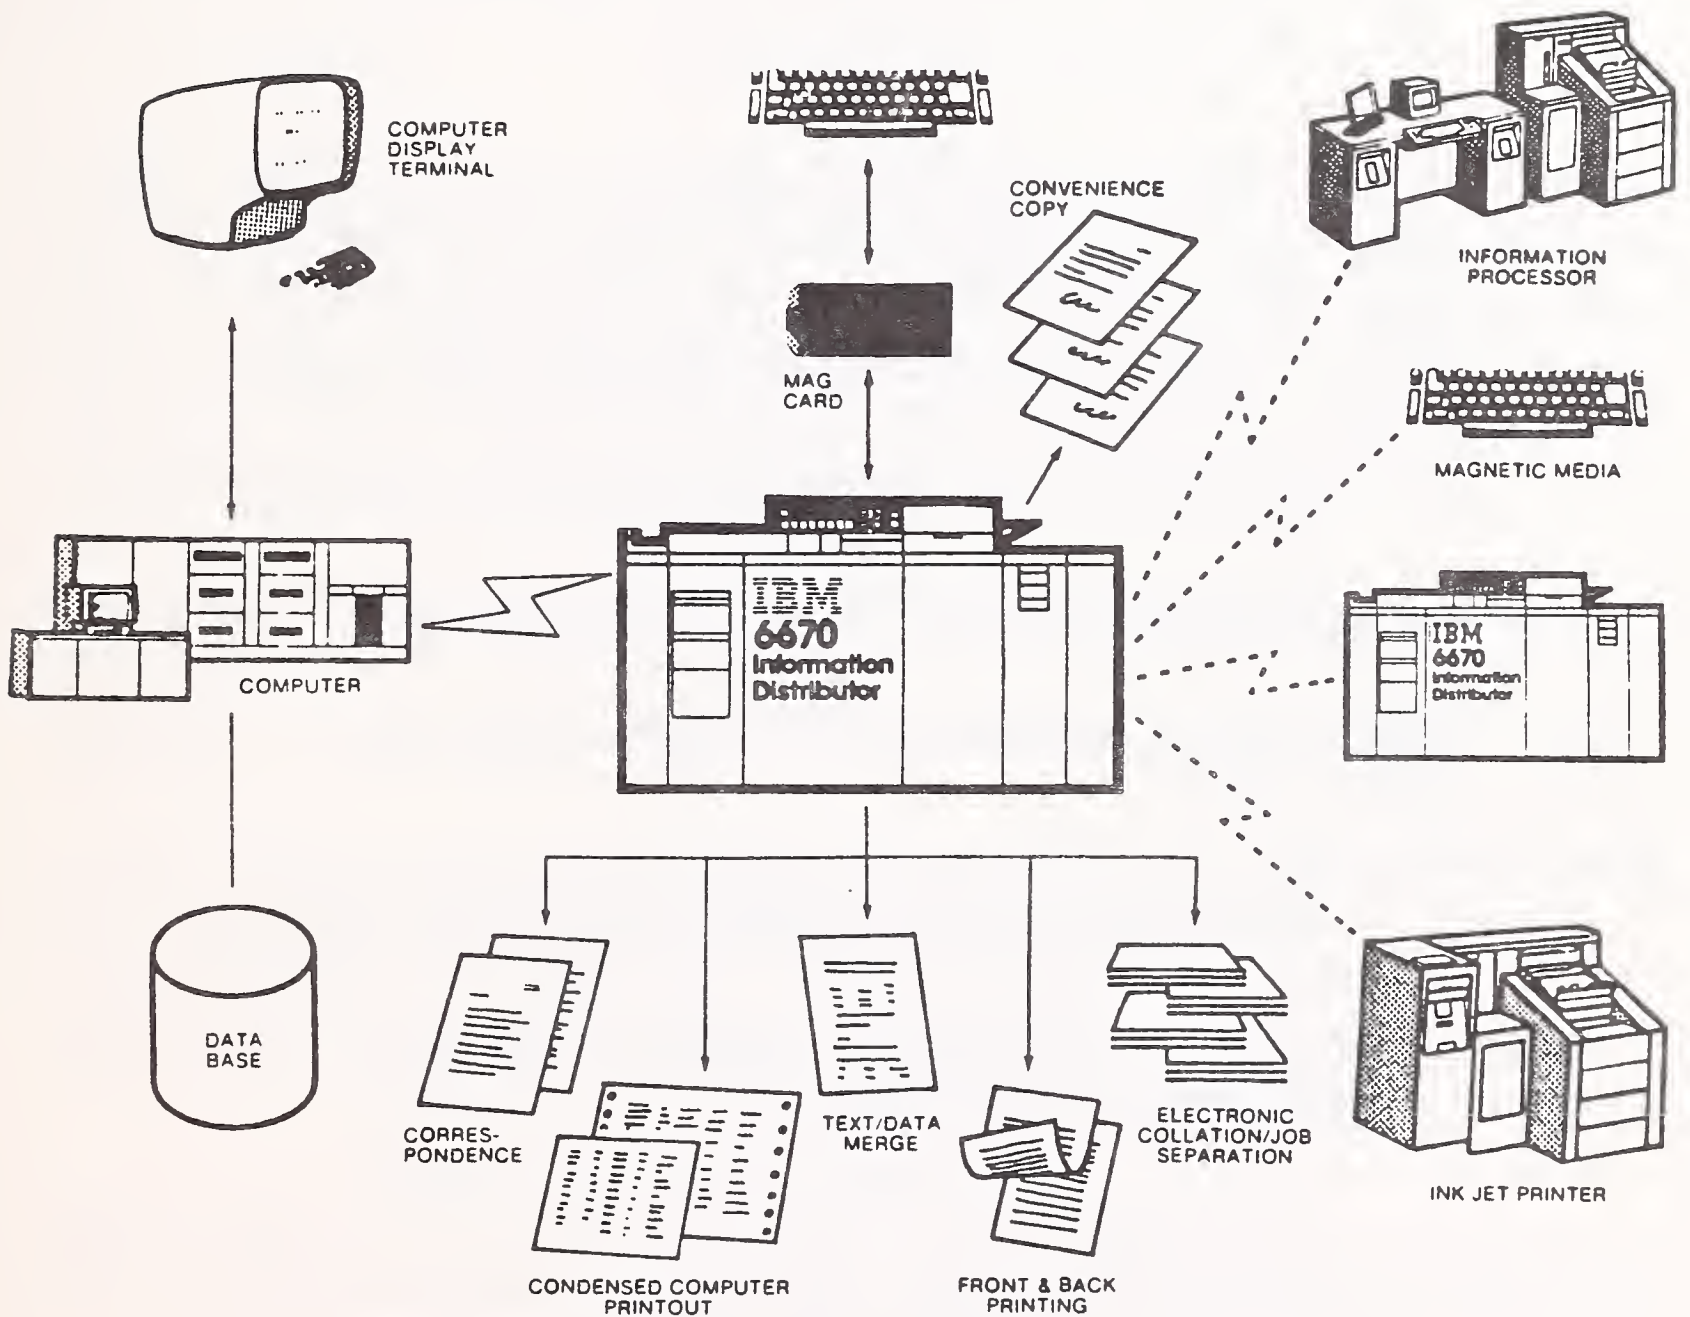 COMPUTER
DISPLAY
TERMINAL
CONVENIENCE
COPY
INFORMATION
PROCESSOR
MAG
CARD
MAGNETIC MEDIA
IBM
6670
Information
Distributor
COMPUTER
IBM
6670
Information
Distributor
DATA
BASE
CORRES-
PONDENCE
TEXT/DATA
MERGE
ELECTRONIC
COLLATION/JOB
SEPARATION
INK JET PRINTER
CONDENSED COMPUTER
PRINTOUT
FRONT & BACK
PRINTING